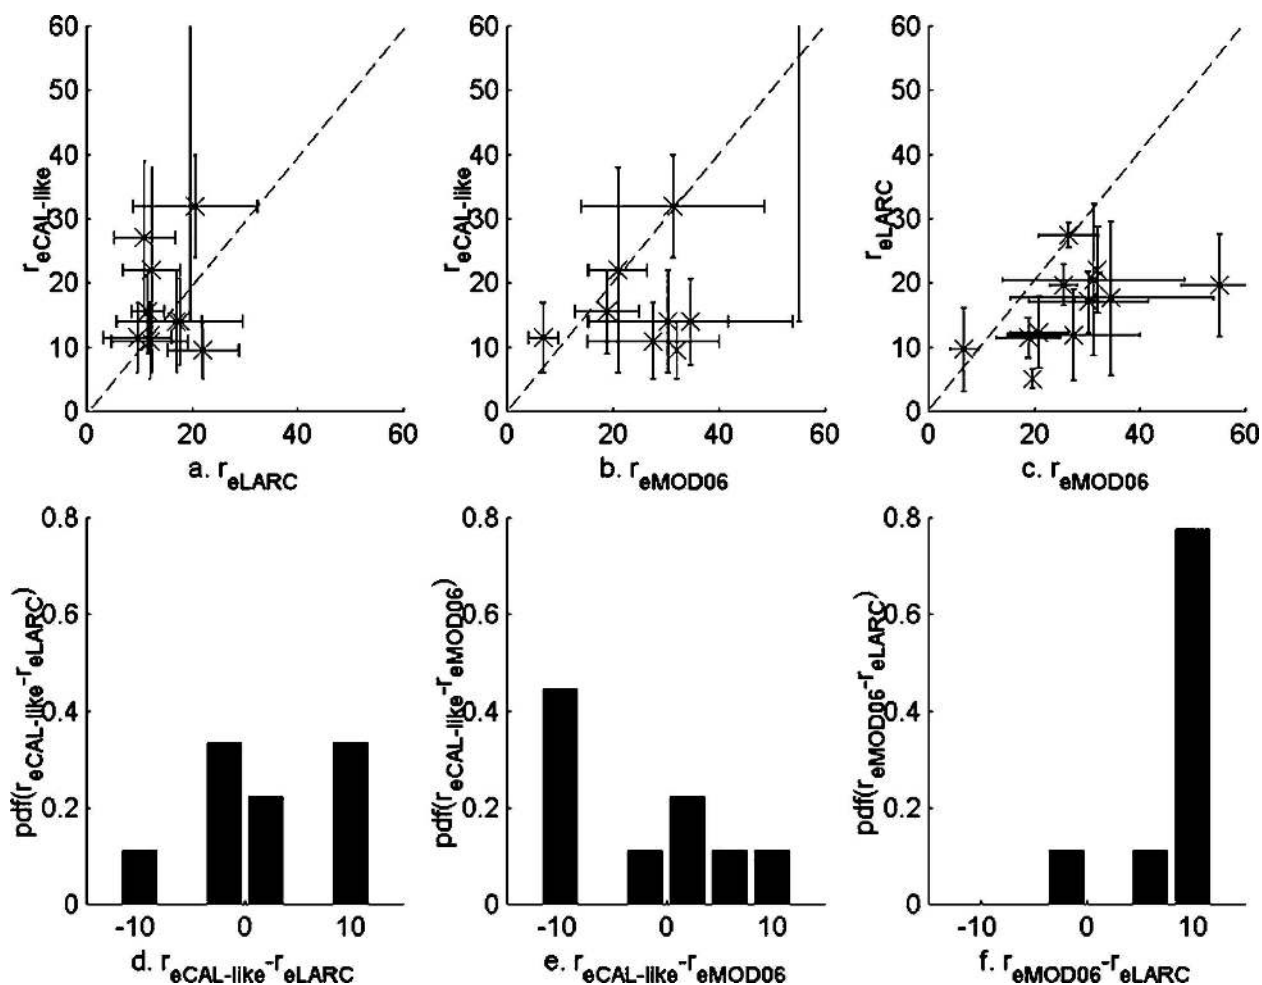 60 60 60
50 50 50
40 40 40
30 30 30
20 20 20
10 10 10
0 0 0
r_eCAL-like r_eCAL-like r_eLARC
0 20 40 60 0 20 40 60 0 20 40 60
a. r_eLARC b. r_eMOD06 c. r_eMOD06
0.8 0.8 0.8
0.6 0.6 0.6
0.4 0.4 0.4
0.2 0.2 0.2
0 0 0
pdf(r_eCAL-like-r_eLARC) pdf(r_eCAL-like-r_eMOD06) pdf(r_eMOD06-r_eLARC)
-10 0 10 -10 0 10 -10 0 10
d. r_eCAL-like-r_eLARC e. r_eCAL-like-r_eMOD06 f. r_eMOD06-r_eLARC